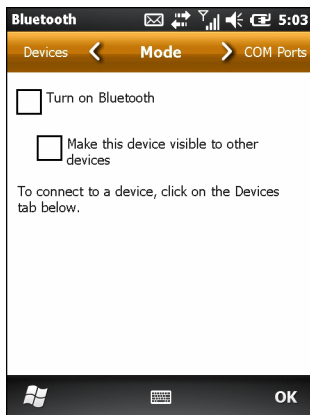 Bluetooth 5:03
Devices Mode COM Ports
Turn on Bluetooth
Make this device visible to other
devices
To connect to a device, click on the Devices
tab below.
OK